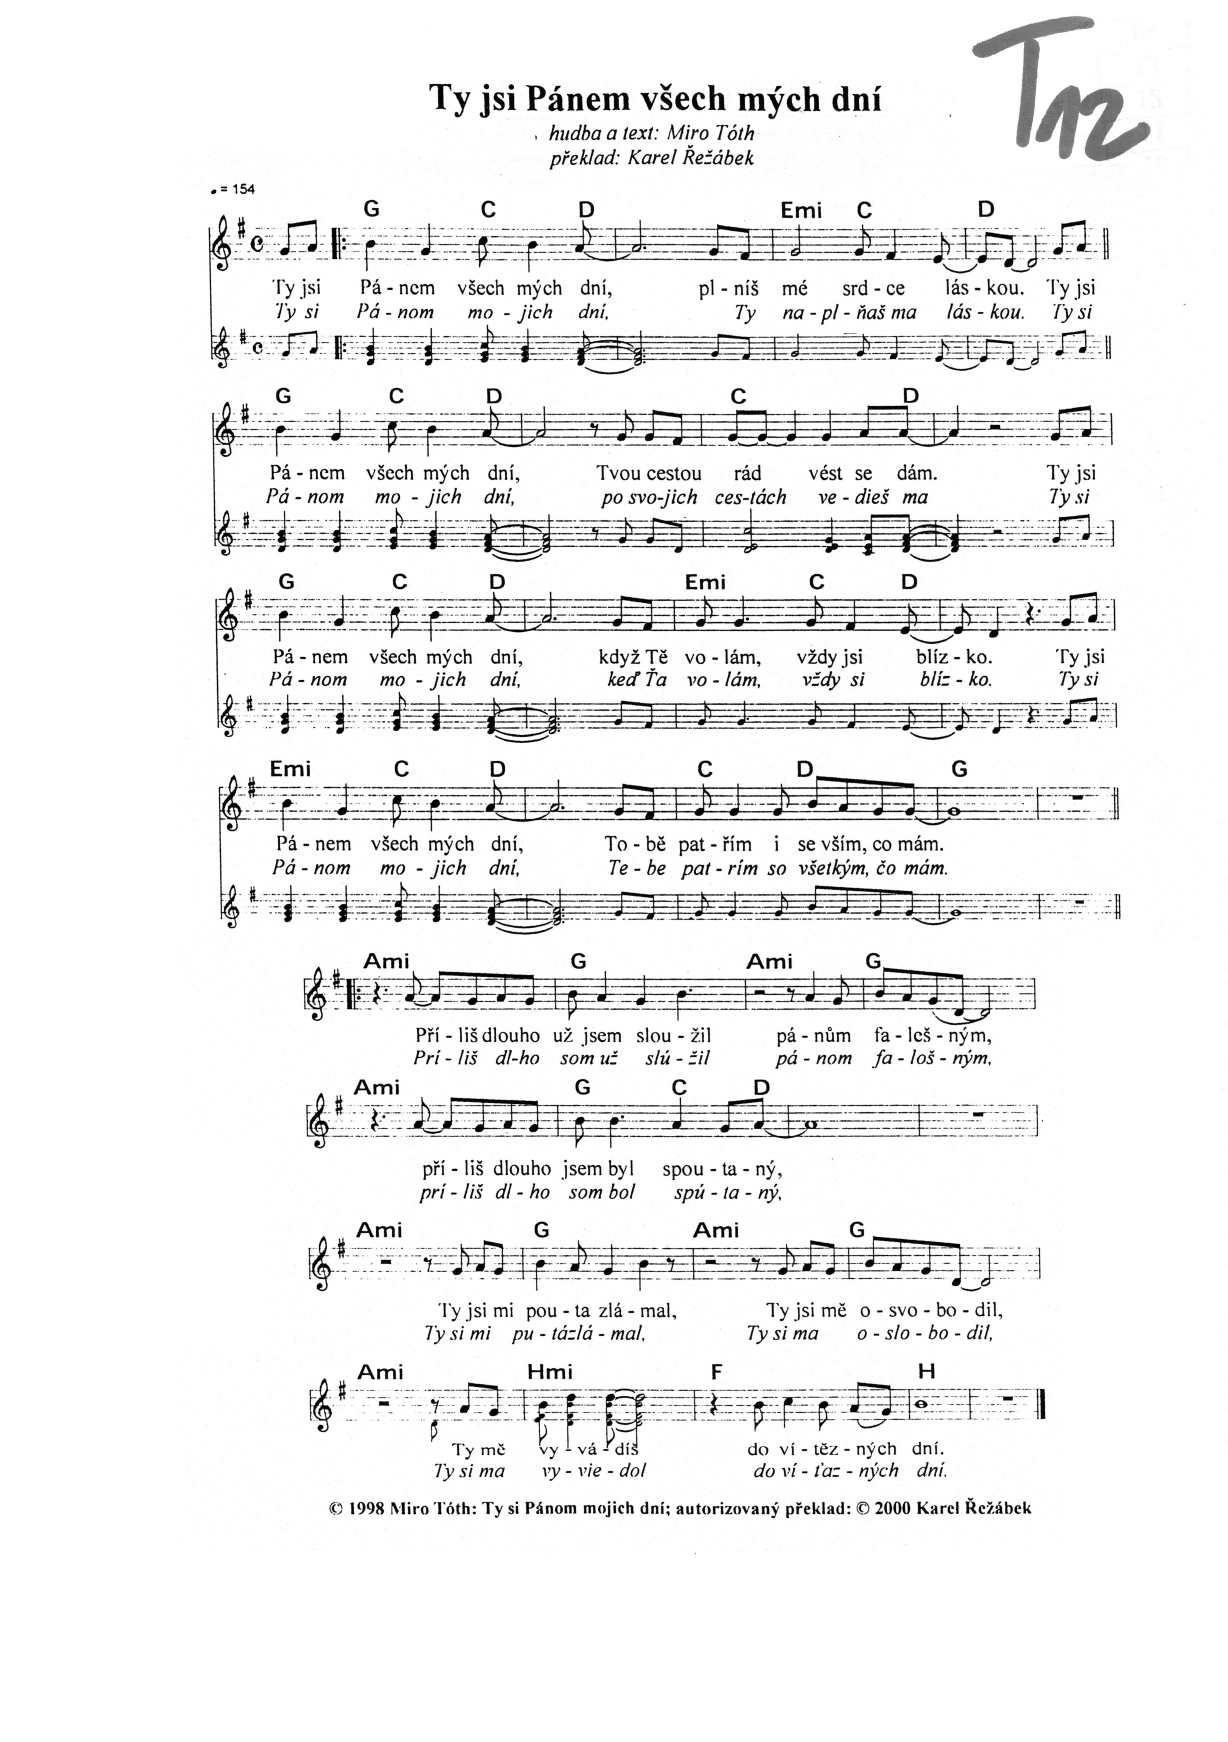 T12
Ty jsi Pánem všech mých dní
hudba a text: Miro Tóth
překlad: Karel Řežábek
= 154
G C D Emi C D
Ty jsi Pá - nem všech mých dní, pl - níš mé srd - ce lás - kou. Ty jsi
Ty si Pá - nom mo - jich dní, Ty na - pl - ňaš ma lás - kou. Ty si
G C D C D
Pá - nem všech mých dní, Tvou cestou rád vést se dám. Ty jsi
Pá - nom mo - jich dní, po svo-jich ces-tách ve - dieš ma Ty si
G C D Emi C D
Pá - nem všech mých dní, když Tě vo - lám, vždy jsi blíz - ko. Ty jsi
Pá - nom mo - jich dní, keď Ťa vo - lám, vždy si blíz - ko. Ty si
Emi C D C D G
Pá - nem všech mých dní, To - bě pat - řím i se vším, co mám.
Pá - nom mo - jich dní, Te - be pat - rím so všetkým, čo mám.
Ami G Ami G
Pří - liš dlouho už jsem slou - žil pá - nům fa - leš - ným,
Prí - liš dl-ho som už slú - žil pá - nom fa - loš - ným,
Ami G C D
pří - liš dlouho jsem byl spou - ta - ný,
prí - liš dl - ho som bol spú - ta - ný,
Ami G Ami G
Ty jsi mi pou - ta zlá - mal, Ty jsi mě o - svo - bo - dil,
Ty si mi pu - tázlá - mal, Ty si ma o - slo - bo - dil,
Ami Hmi F H
Ty mě vy - vá - díš do ví - těz - ných dní.
Ty si ma vy - vie - dol do ví - ťaz - ných dní.
© 1998 Miro Tóth: Ty si Pánom mojich dní; autorizovaný překlad: © 2000 Karel Řežábek